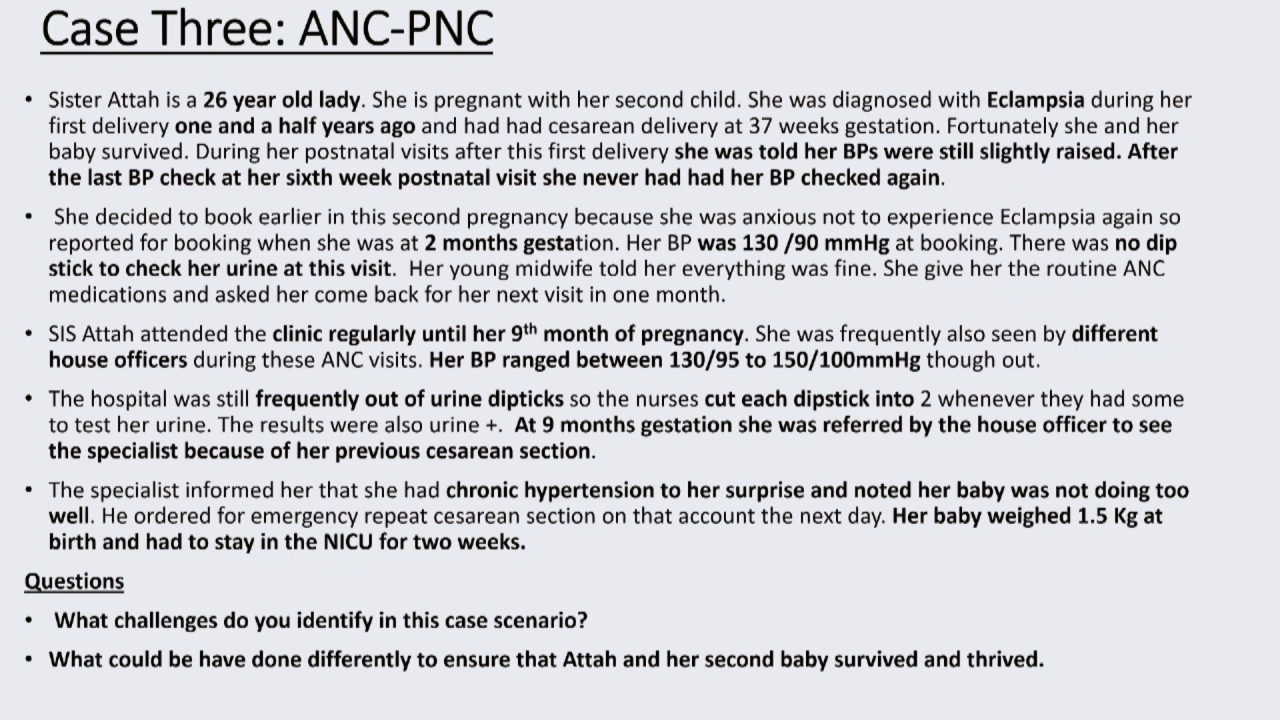 Case Three: ANC-PNC
• Sister Attah is a 26 year old lady. She is pregnant with her second child. She was diagnosed with Eclampsia during her
first delivery one and a half years ago and had had cesarean delivery at 37 weeks gestation. Fortunately she and her
baby survived. During her postnatal visits after this first delivery she was told her BPs were still slightly raised. After
the last BP check at her sixth week postnatal visit she never had had her BP checked again.
• She decided to book earlier in this second pregnancy because she was anxious not to experience Eclampsia again so
reported for booking when she was at 2 months gestation. Her BP was 130 /90 mmHg at booking. There was no dip
stick to check her urine at this visit. Her young midwife told her everything was fine. She give her the routine ANC
medications and asked her come back for her next visit in one month.
• SIS Attah attended the clinic regularly until her 9th month of pregnancy. She was frequently also seen by different
house officers during these ANC visits. Her BP ranged between 130/95 to 150/100mmHg though out.
• The hospital was still frequently out of urine dipticks so the nurses cut each dipstick into 2 whenever they had some
to test her urine. The results were also urine +. At 9 months gestation she was referred by the house officer to see
the specialist because of her previous cesarean section.
• The specialist informed her that she had chronic hypertension to her surprise and noted her baby was not doing too
well. He ordered for emergency repeat cesarean section on that account the next day. Her baby weighed 1.5 Kg at
birth and had to stay in the NICU for two weeks.
Questions
• What challenges do you identify in this case scenario?
• What could be have done differently to ensure that Attah and her second baby survived and thrived.